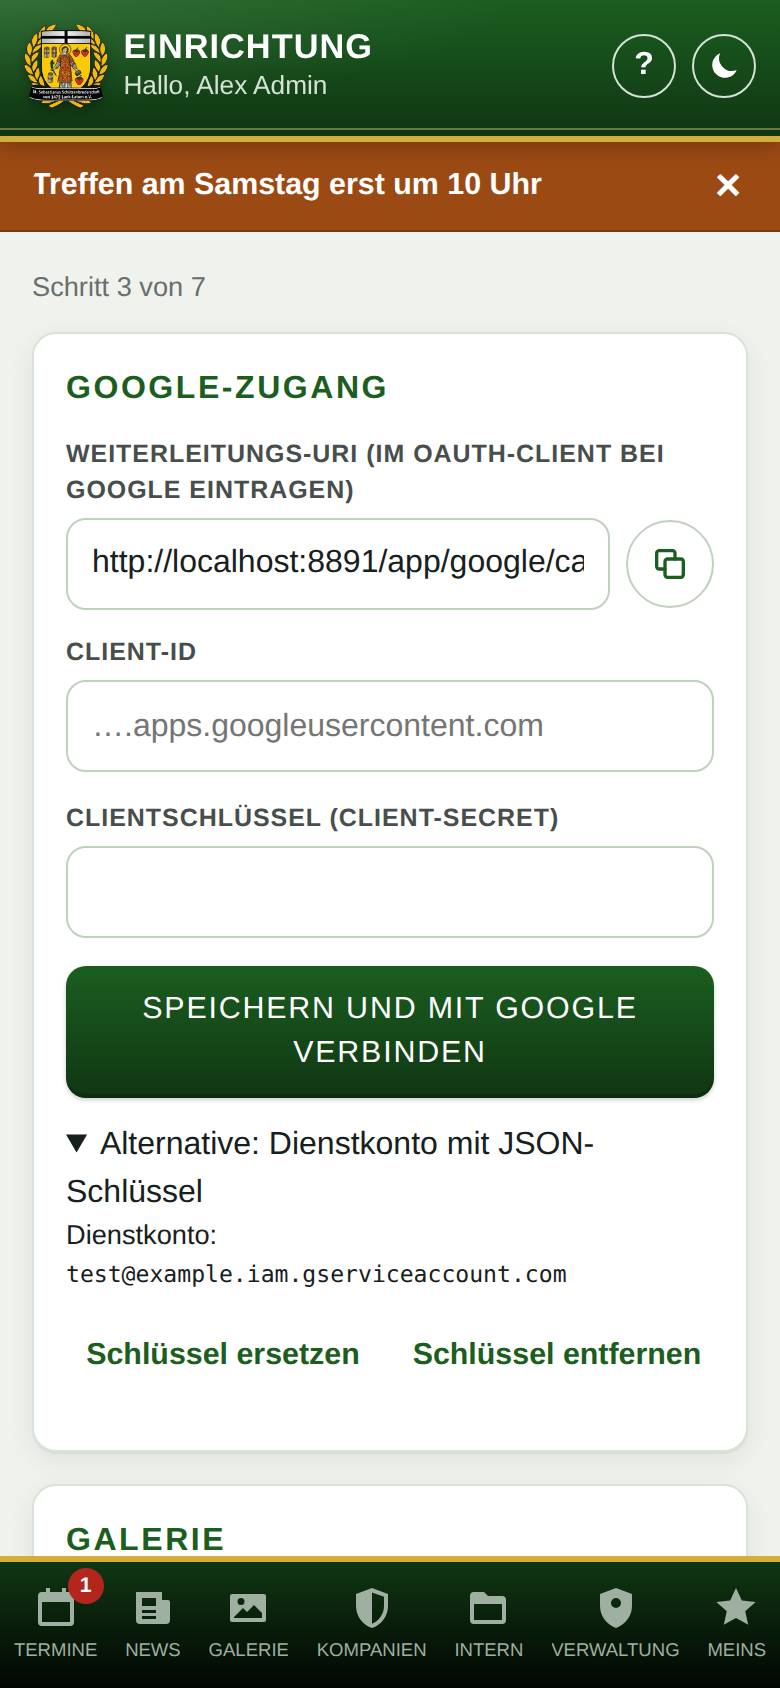 EINRICHTUNG
Hallo, Alex Admin
?
Treffen am Samstag erst um 10 Uhr
Schritt 3 von 7
GOOGLE-ZUGANG
WEITERLEITUNGS-URI (IM OAUTH-CLIENT BEI
GOOGLE EINTRAGEN)
http://localhost:8891/app/google/ca
CLIENT-ID
….apps.googleusercontent.com
CLIENTSCHLÜSSEL (CLIENT-SECRET)
SPEICHERN UND MIT GOOGLE
VERBINDEN
Alternative: Dienstkonto mit JSON-
Schlüssel
Dienstkonto:
test@example.iam.gserviceaccount.com
Schlüssel ersetzen Schlüssel entfernen
GALERIE
1
TERMINE NEWS GALERIE KOMPANIEN INTERN VERWALTUNG MEINS